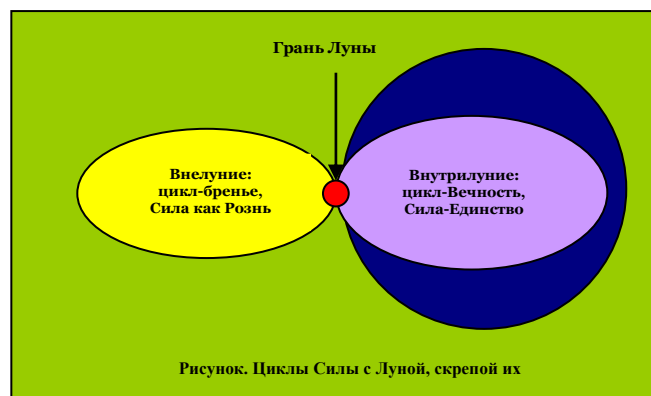 Грань Луны
Внелуние:
цикл-бренье,
Сила как Рознь
Внутрилуние:
цикл-Вечность,
Сила-Единство
Рисунок. Циклы Силы с Луной, скрепой их